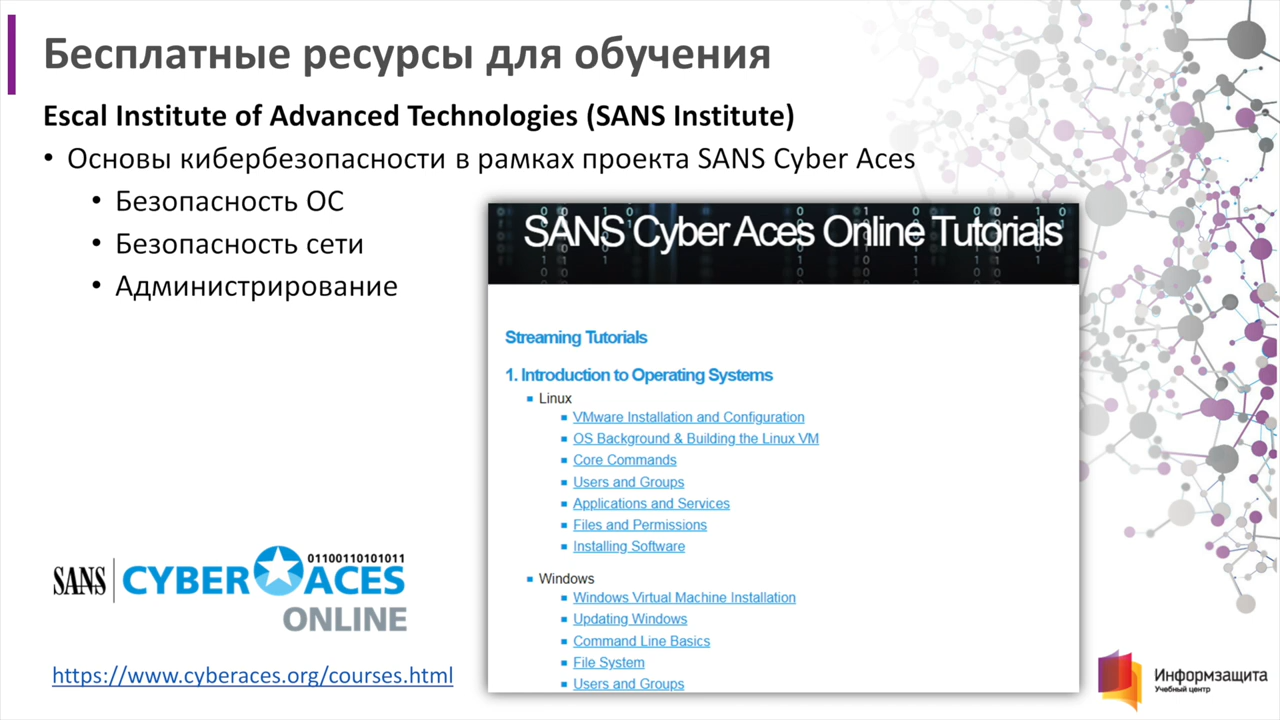 Бесплатные ресурсы для обучения
Escal Institute of Advanced Technologies (SANS Institute)
• Основы кибербезопасности в рамках проекта SANS Cyber Aces
• Безопасность ОС
• Безопасность сети
• Администрирование
SANS Cyber Aces Online Tutorials
Streaming Tutorials
1. Introduction to Operating Systems
Linux
VMware Installation and Configuration
OS Background & Building the Linux VM
Core Commands
Users and Groups
Applications and Services
Files and Permissions
Installing Software
Windows
Windows Virtual Machine Installation
Updating Windows
Command Line Basics
File System
Users and Groups
01100110101011
SANS CYBER ACES
ONLINE
https://www.cyberaces.org/courses.html
Информзащита
Учебный центр